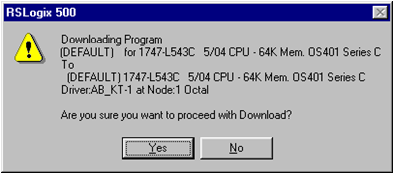 RSLogix 500
Downloading Program
(DEFAULT) for 1747-L543C 5/04 CPU - 64K Mem. OS401 Series C
To
(DEFAULT) 1747-L543C 5/04 CPU - 64K Mem. OS401 Series C
Driver:AB_KT-1 at Node:1 Octal
Are you sure you want to proceed with Download?
Yes
No